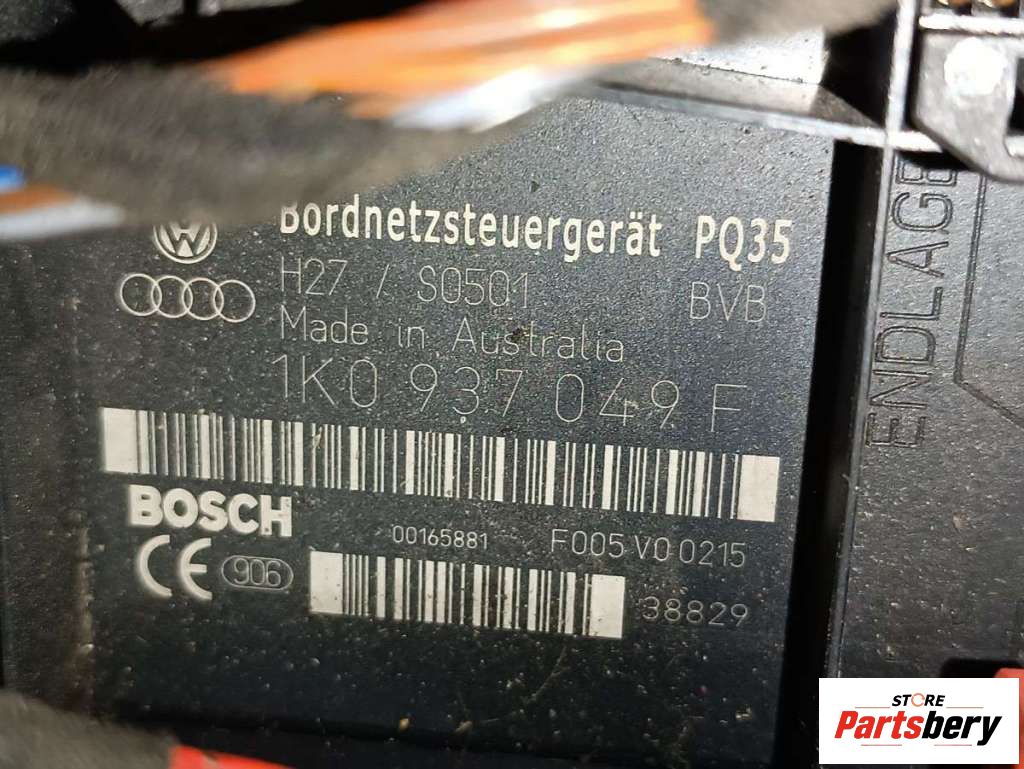 Bordnetzsteuergerät PQ35
H27 / S0501 BVB
Made in Australia
1K0 937 049 F
BOSCH
00165881 F005 V0 0215
CE 906
38829
ENDLAGE
STORE
Partsbery